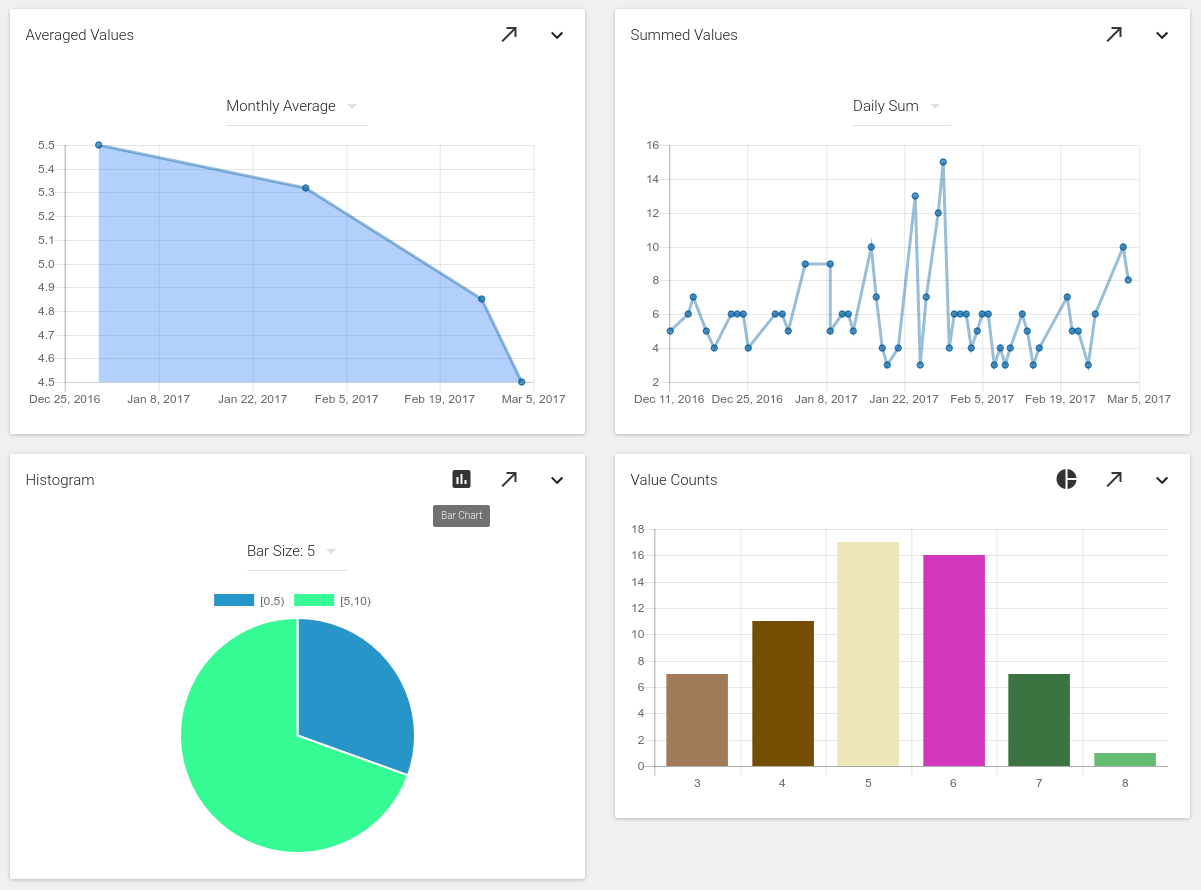 Averaged Values
Monthly Average
5.5
5.4
5.3
5.2
5.1
5.0
4.9
4.8
4.7
4.6
4.5
Dec 25, 2016 Jan 8, 2017 Jan 22, 2017 Feb 5, 2017 Feb 19, 2017 Mar 5, 2017
Summed Values
Daily Sum
16
14
12
10
8
6
4
2
Dec 11, 2016 Dec 25, 2016 Jan 8, 2017 Jan 22, 2017 Feb 5, 2017 Feb 19, 2017 Mar 5, 2017
Histogram
Bar Chart
Bar Size: 5
[0,5) [5,10)
Value Counts
18
16
14
12
10
8
6
4
2
0
3 4 5 6 7 8